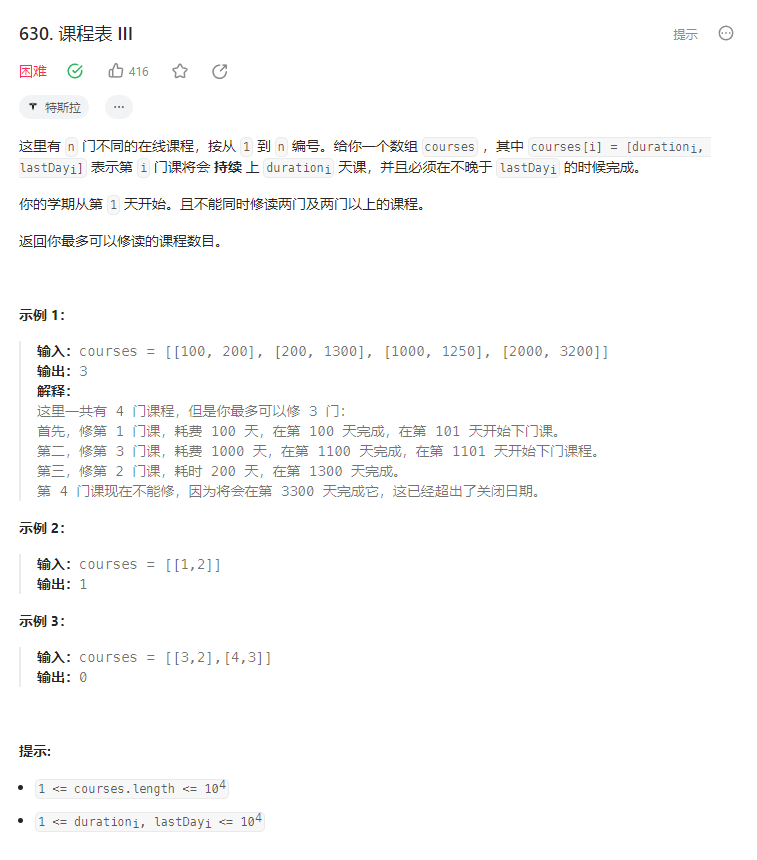 630. 课程表 III
提示
困难
416
特斯拉
...
这里有 n 门不同的在线课程，按从 1 到 n 编号。给你一个数组 courses ，其中 courses[i] = [durationi,
lastDayi] 表示第 i 门课将会 持续 上 durationi 天课，并且必须在不晚于 lastDayi 的时候完成。
你的学期从第 1 天开始。且不能同时修读两门及两门以上的课程。
返回你最多可以修读的课程数目。
示例 1：
输入：courses = [[100, 200], [200, 1300], [1000, 1250], [2000, 3200]]
输出：3
解释：
这里一共有 4 门课程，但是你最多可以修 3 门：
首先，修第 1 门课，耗费 100 天，在第 100 天完成，在第 101 天开始下门课。
第二，修第 3 门课，耗费 1000 天，在第 1100 天完成，在第 1101 天开始下门课程。
第三，修第 2 门课，耗时 200 天，在第 1300 天完成。
第 4 门课现在不能修，因为将会在第 3300 天完成它，这已经超出了关闭日期。
示例 2：
输入：courses = [[1,2]]
输出：1
示例 3：
输入：courses = [[3,2],[4,3]]
输出：0
提示:
1 <= courses.length <= 10^4
1 <= durationi, lastDayi <= 10^4